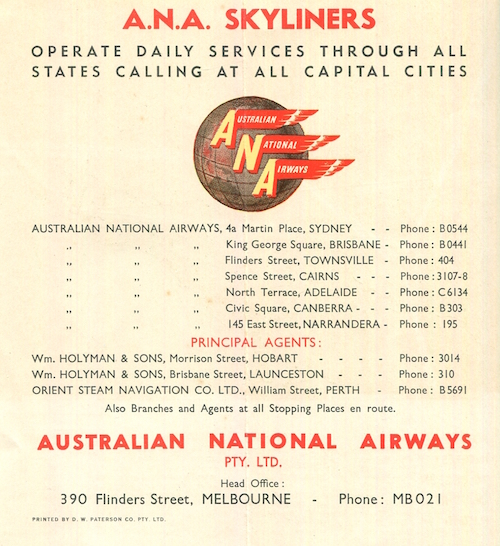 A.N.A. SKYLINERS
OPERATE DAILY SERVICES THROUGH ALL
STATES CALLING AT ALL CAPITAL CITIES
AUSTRALIAN
NATIONAL
AIRWAYS
AUSTRALIAN NATIONAL AIRWAYS, 4a Martin Place, SYDNEY - - Phone: B0544
,, ,, ,, King George Square, BRISBANE - Phone: B0441
,, ,, ,, Flinders Street, TOWNSVILLE - Phone: 404
,, ,, ,, Spence Street, CAIRNS - - Phone: 3107-8
,, ,, ,, North Terrace, ADELAIDE - - Phone: C6134
,, ,, ,, Civic Square, CANBERRA - - - Phone: B303
,, ,, ,, 145 East Street, NARRANDERA - Phone: 195
PRINCIPAL AGENTS:
Wm. HOLYMAN & SONS, Morrison Street, HOBART - - - - Phone: 3014
Wm. HOLYMAN & SONS, Brisbane Street, LAUNCESTON - - - Phone: 310
ORIENT STEAM NAVIGATION CO. LTD., William Street, PERTH - Phone: B5691
Also Branches and Agents at all Stopping Places en route.
AUSTRALIAN NATIONAL AIRWAYS
PTY. LTD.
Head Office:
390 Flinders Street, MELBOURNE - Phone: MB021
PRINTED BY D. W. PATERSON CO. PTY. LTD.